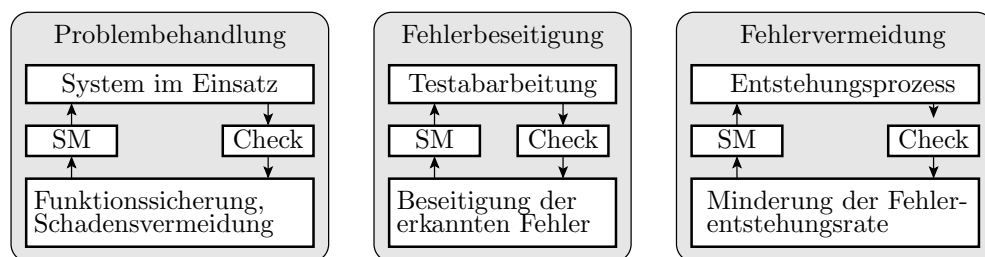 Problembehandlung
System im Einsatz
SM
Check
Funktionssicherung,
Schadensvermeidung
Fehlerbeseitigung
Testabarbeitung
SM
Check
Beseitigung der
erkannten Fehler
Fehlervermeidung
Entstehungsprozess
SM
Check
Minderung der Fehler-
entstehungsrate